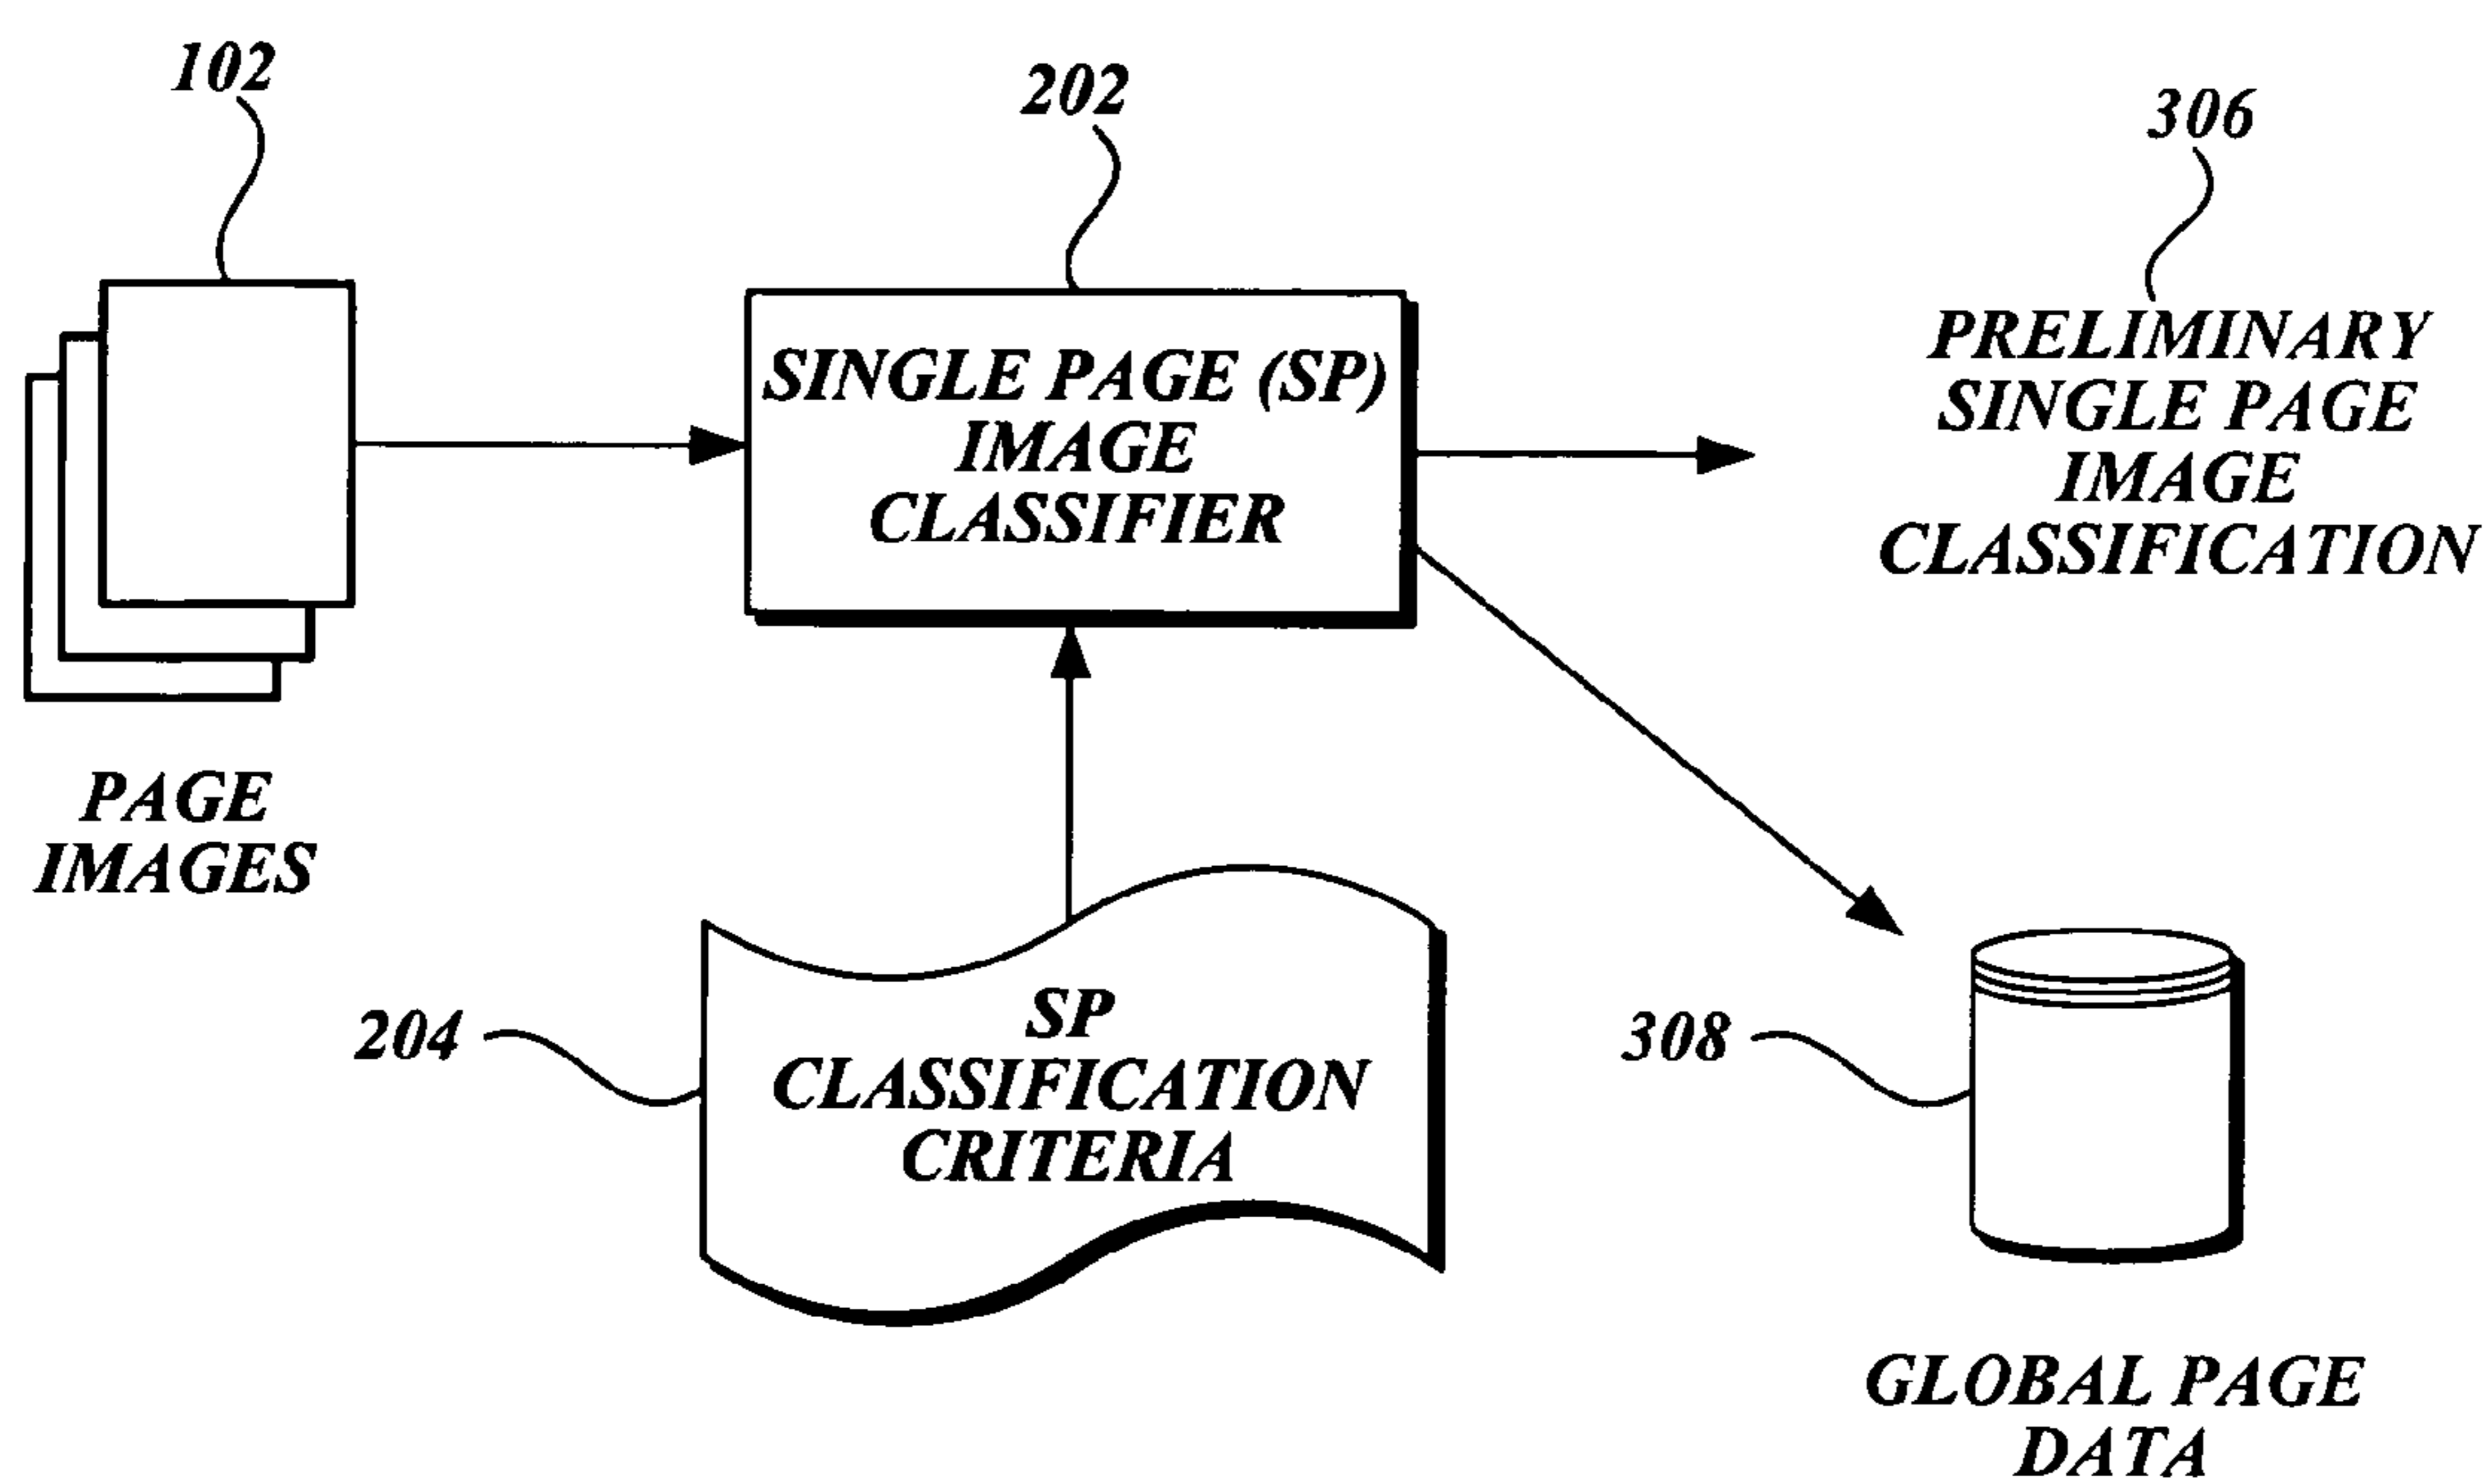 102
202
306
SINGLE PAGE (SP)
IMAGE
CLASSIFIER
PRELIMINARY
SINGLE PAGE
IMAGE
CLASSIFICATION
PAGE
IMAGES
204
SP
CLASSIFICATION
CRITERIA
308
GLOBAL PAGE
DATA